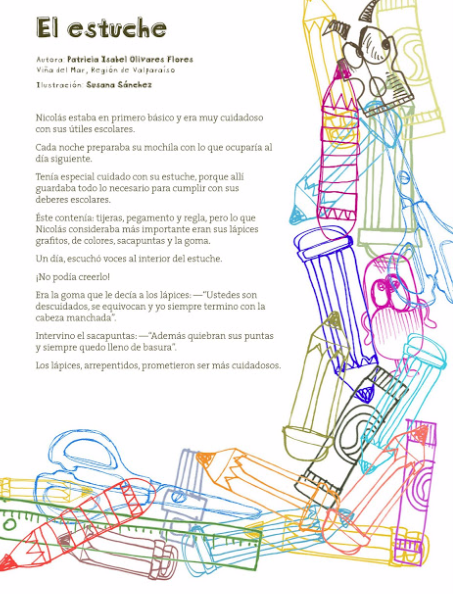 El estuche
Autora: Patricia Isabel Olivares Flores
Viña del Mar, Región de Valparaíso
Ilustración: Susana Sánchez
Nicolás estaba en primero básico y era muy cuidadoso
con sus útiles escolares.
Cada noche preparaba su mochila con lo que ocuparía al
día siguiente.
Tenía especial cuidado con su estuche, porque allí
guardaba todo lo necesario para cumplir con sus
deberes escolares.
Éste contenía: tijeras, pegamento y regla, pero lo que
Nicolás consideraba más importante eran sus lápices
grafitos, de colores, sacapuntas y la goma.
Un día, escuchó voces al interior del estuche.
¡No podía creerlo!
Era la goma que le decía a los lápices: —“Ustedes son
descuidados, se equivocan y yo siempre termino con la
cabeza manchada”.
Intervino el sacapuntas: —“Además quiebran sus puntas
y siempre quedo lleno de basura”.
Los lápices, arrepentidos, prometieron ser más cuidadosos.